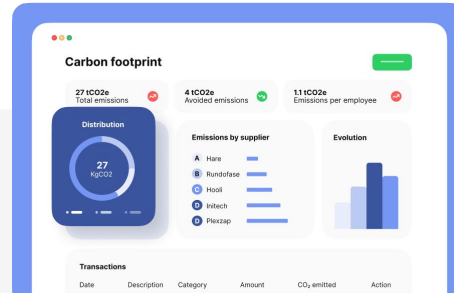 Carbon footprint
27 tCO2e
Total emissions
4 tCO2e
Avoided emissions
1.1 tCO2e
Emissions per employee
Distribution
27
KgCO2
Emissions by supplier
A Hare
B Rundofase
C Hooli
D Initech
D Plexzap
Evolution
Transactions
Date Description Category Amount CO₂ emitted Action